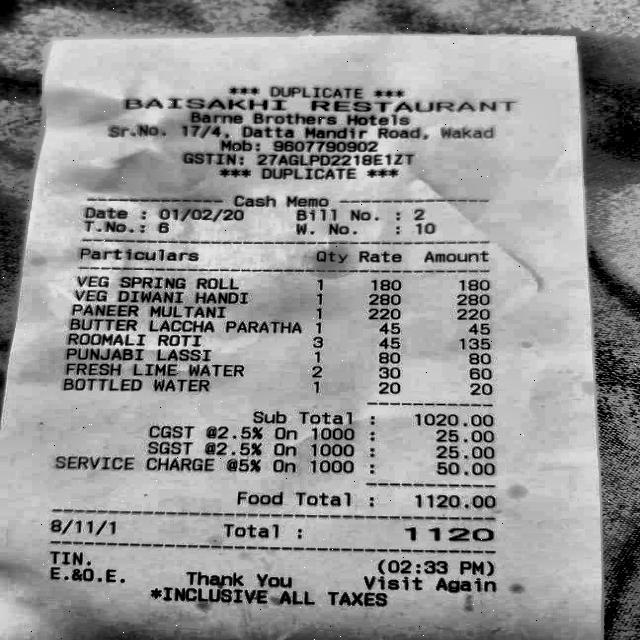 *** DUPLICATE ***
BAISAKHI RESTAURANT
Barne Brothers Hotels
Sr.No. 17/4, Datta Mandir Road, Wakad
Mob: 9607790902
GSTIN: 27AGLPD2218E1ZT
*** DUPLICATE ***
--------------- Cash Memo ---------------
Date : 01/02/20 Bill No. : 2
T.No.: 6 W. No. : 10
Particulars Qty Rate Amount
VEG SPRING ROLL 1 180 180
VEG DIWANI HANDI 1 280 280
PANEER MULTANI 1 220 220
BUTTER LACCHA PARATHA 1 45 45
ROOMALI ROTI 3 45 135
PUNJABI LASSI 1 80 80
FRESH LIME WATER 2 30 60
BOTTLED WATER 1 20 20
Sub Total : 1020.00
CGST @2.5% On 1000 : 25.00
SGST @2.5% On 1000 : 25.00
SERVICE CHARGE @5% On 1000 : 50.00
Food Total : 1120.00
8/11/1 Total : 1120
TIN. (02:33 PM)
E.&O.E. Thank You Visit Again
*INCLUSIVE ALL TAXES